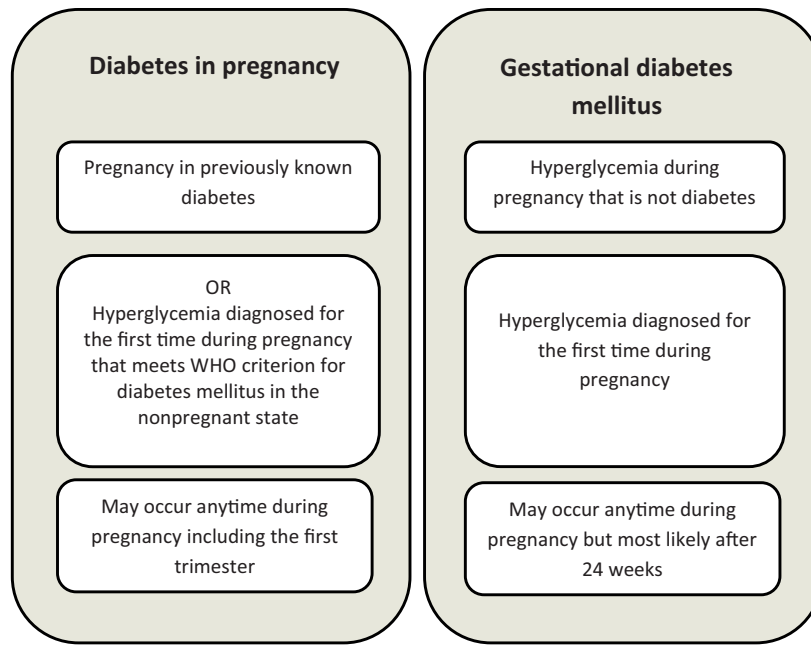 Diabetes in pregnancy
Pregnancy in previously known
diabetes
OR
Hyperglycemia diagnosed for
the first time during pregnancy
that meets WHO criterion for
diabetes mellitus in the
nonpregnant state
May occur anytime during
pregnancy including the first
trimester
Gestational diabetes
mellitus
Hyperglycemia during
pregnancy that is not diabetes
Hyperglycemia diagnosed for
the first time during
pregnancy
May occur anytime during
pregnancy but most likely after
24 weeks